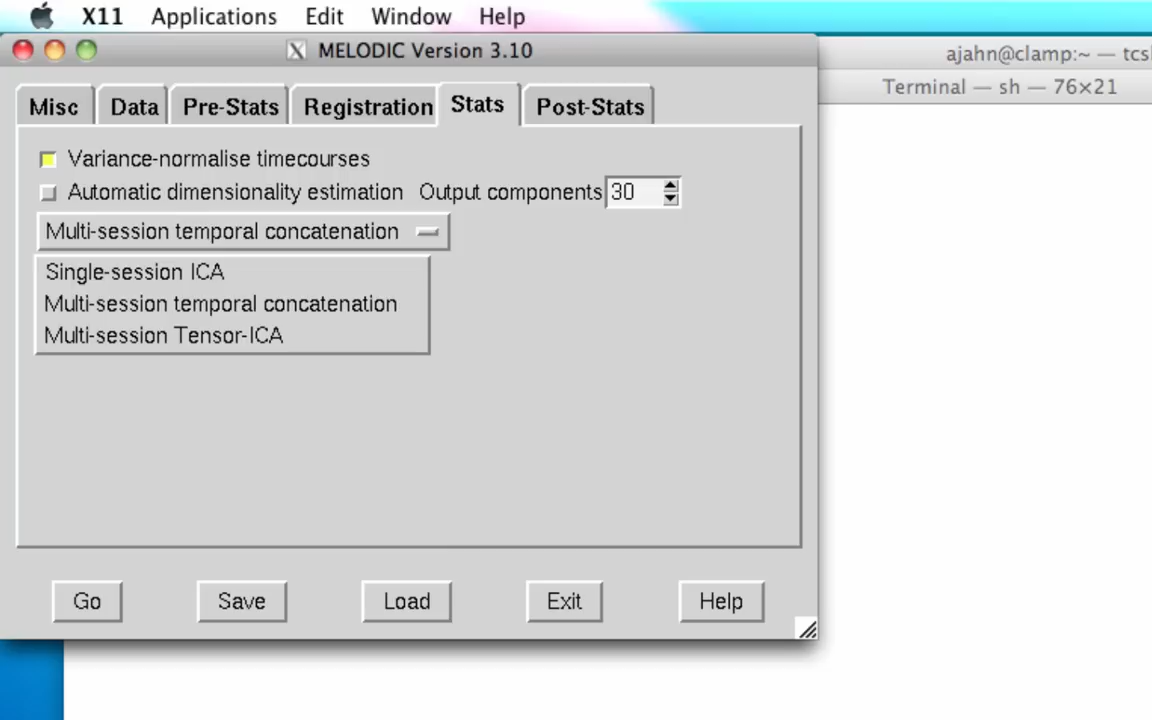 X11 Applications Edit Window Help
MELODIC Version 3.10
ajahn@clamp:~ — tcsh
Terminal — sh — 76×21
Misc Data Pre-Stats Registration Stats Post-Stats
Variance-normalise timecourses
Automatic dimensionality estimation Output components 30
Multi-session temporal concatenation
Single-session ICA
Multi-session temporal concatenation
Multi-session Tensor-ICA
Go Save Load Exit Help